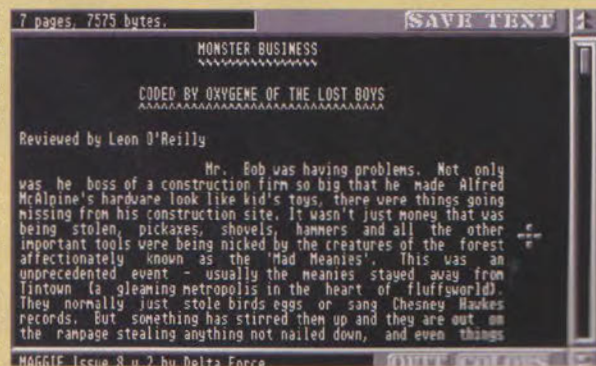 7 pages, 7575 bytes.
SAVE TEXT
MONSTER BUSINESS
CODED BY OXYGENE OF THE LOST BOYS
Reviewed by Leon O'Reilly
Mr. Bob was having problems. Not only
was he boss of a construction firm so big that he made Alfred
McAlpine's hardware look like kid's toys, there were things going
missing from his construction site. It wasn't just money that was
being stolen, pickaxes, shovels, hammers and all the other
important tools were being nicked by the creatures of the forest
affectionately known as the 'Mad Meanies'. This was an
unprecedented event - usually the meanies stayed away from
Tintown (a gleaming metropolis in the heart of fluffyworld).
They normally just stole birds eggs or sang Chesney Hawkes
records. But something has stirred them up and they are out on
the rampage stealing anything not nailed down, and even things
MAGGIE Issue 8 v 2 by Delta Force
QUIT COLORS